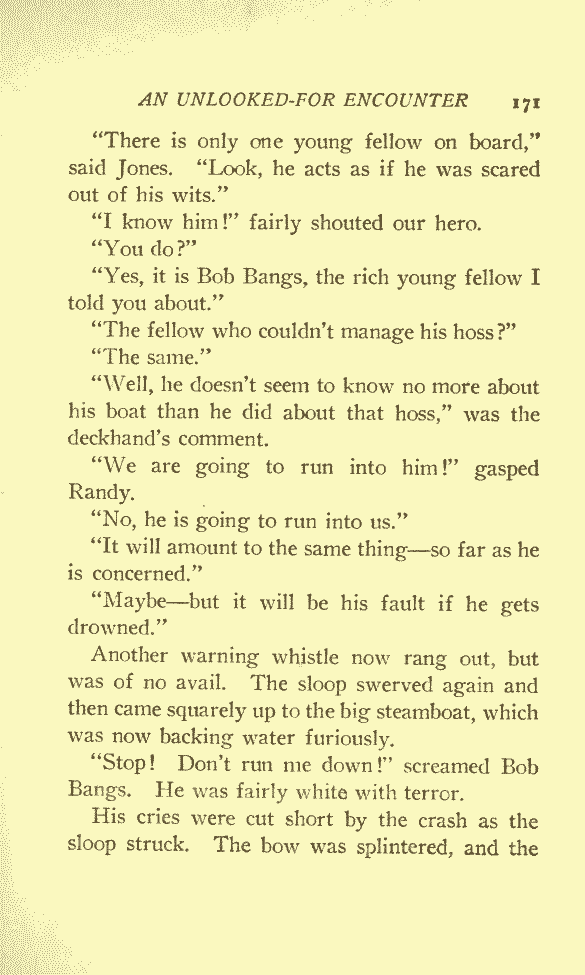 AN UNLOOKED-FOR ENCOUNTER 171
“There is only one young fellow on board,”
said Jones. “Look, he acts as if he was scared
out of his wits.”
“I know him!” fairly shouted our hero.
“You do?”
“Yes, it is Bob Bangs, the rich young fellow I
told you about.”
“The fellow who couldn’t manage his hoss?”
“The same.”
“Well, he doesn’t seem to know no more about
his boat than he did about that hoss,” was the
deckhand’s comment.
“We are going to run into him!” gasped
Randy.
“No, he is going to run into us.”
“It will amount to the same thing—so far as he
is concerned.”
“Maybe—but it will be his fault if he gets
drowned.”
Another warning whistle now rang out, but
was of no avail. The sloop swerved again and
then came squarely up to the big steamboat, which
was now backing water furiously.
“Stop! Don’t run me down!” screamed Bob
Bangs. He was fairly white with terror.
His cries were cut short by the crash as the
sloop struck. The bow was splintered, and the